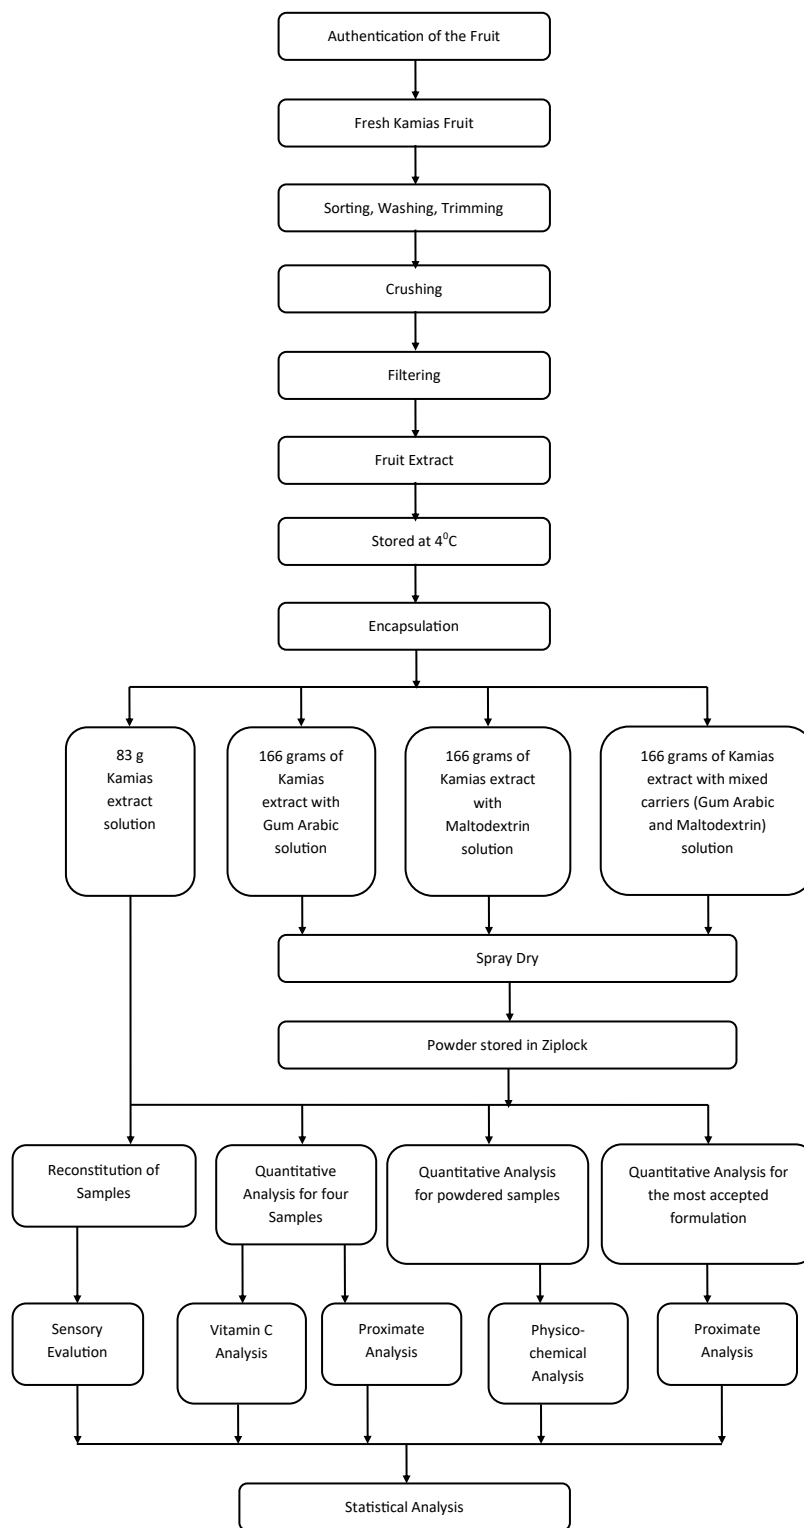 Authentication of the Fruit
Fresh Kamias Fruit
Sorting, Washing, Trimming
Crushing
Filtering
Fruit Extract
Stored at 4⁰C
Encapsulation
83 g
Kamias
extract
solution
166 grams of
Kamias
extract with
Gum Arabic
solution
166 grams of
Kamias extract
with
Maltodextrin
solution
166 grams of Kamias
extract with mixed
carriers (Gum Arabic
and Maltodextrin)
solution
Spray Dry
Powder stored in Ziplock
Reconstitution of
Samples
Quantitative
Analysis for four
Samples
Quantitative Analysis
for powdered samples
Quantitative Analysis for
the most accepted
formulation
Sensory
Evalution
Vitamin C
Analysis
Proximate
Analysis
Physico-
chemical
Analysis
Proximate
Analysis
Statistical Analysis